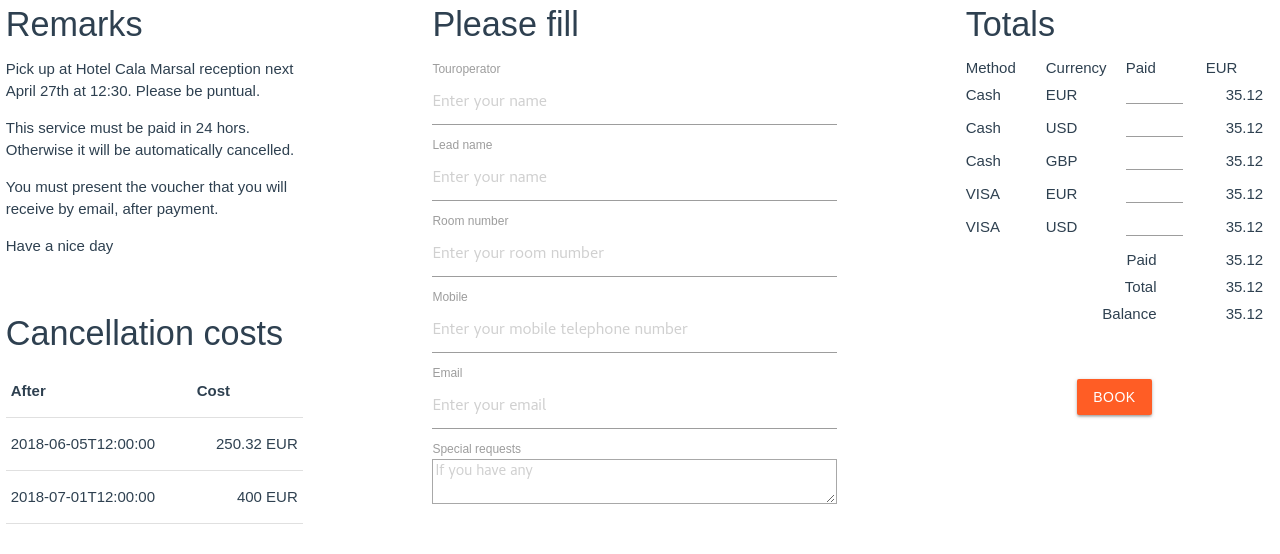 Remarks
Pick up at Hotel Cala Marsal reception next
April 27th at 12:30. Please be puntual.
This service must be paid in 24 hors.
Otherwise it will be automatically cancelled.
You must present the voucher that you will
receive by email, after payment.
Have a nice day
Cancellation costs
After Cost
2018-06-05T12:00:00 250.32 EUR
2018-07-01T12:00:00 400 EUR
Please fill
Touroperator
Enter your name
Lead name
Enter your name
Room number
Enter your room number
Mobile
Enter your mobile telephone number
Email
Enter your email
Special requests
If you have any
Totals
Method Currency Paid EUR
Cash EUR 35.12
Cash USD 35.12
Cash GBP 35.12
VISA EUR 35.12
VISA USD 35.12
Paid 35.12
Total 35.12
Balance 35.12
BOOK